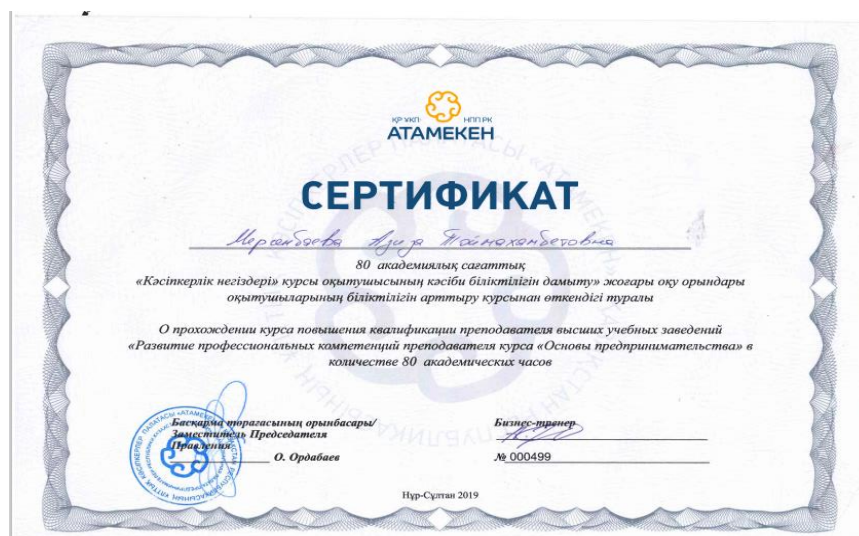 ҚР ҰКП НПП РК
АТАМЕКЕН
СЕРТИФИКАТ
Азиза
80 академиялық сағаттық
«Кәсіпкерлік негіздері» курсы оқытушысының кәсіби біліктілігін дамыту» жоғары оқу орындары
оқытушыларының біліктілігін арттыру курсынан өткендігі туралы
О прохождении курса повышения квалификации преподавателя высших учебных заведений
«Развитие профессиональных компетенций преподавателя курса «Основы предпринимательства» в
количестве 80 академических часов
Басқарма төрағасының орынбасары/
Заместитель Председателя
Правления
О. Ордабаев
Бизнес-тренер
№ 000499
Нұр-Сұлтан 2019